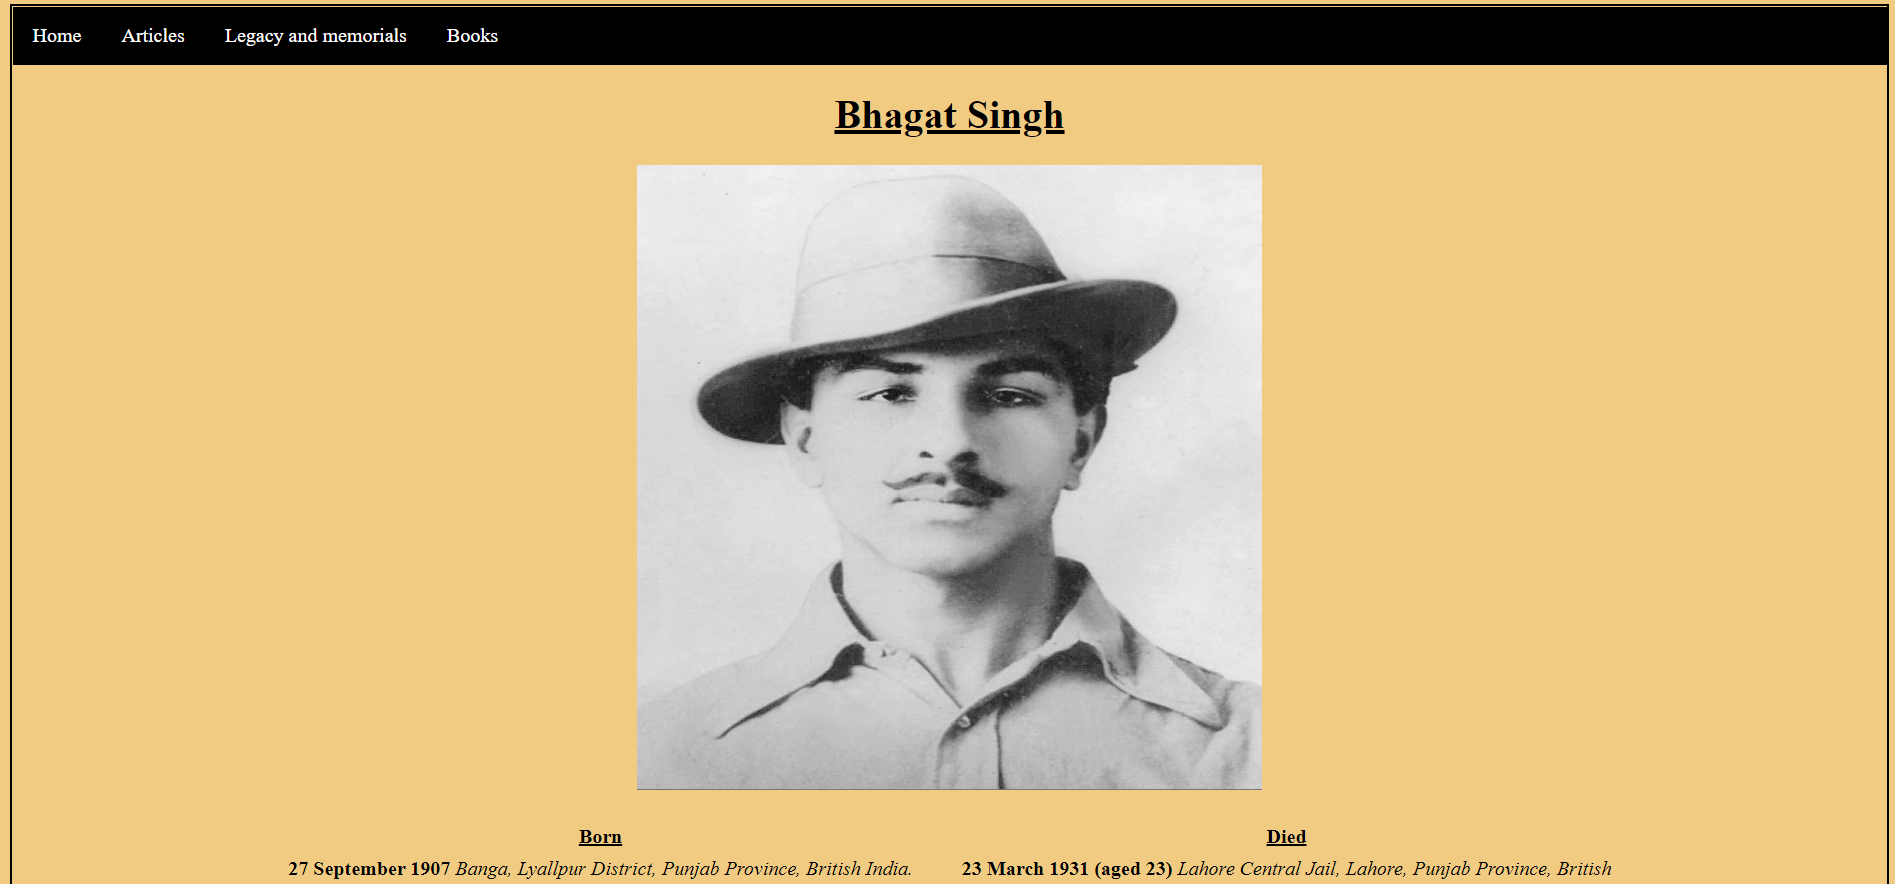 Home Articles Legacy and memorials Books
Bhagat Singh
Born
27 September 1907 Banga, Lyallpur District, Punjab Province, British India.
Died
23 March 1931 (aged 23) Lahore Central Jail, Lahore, Punjab Province, British